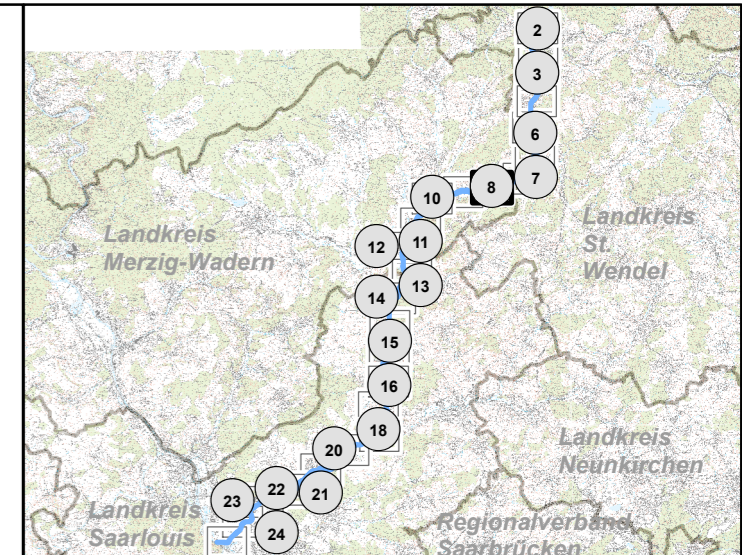 2
3
6
7
8
10
Landkreis
St.
Wendel
Landkreis
Merzig-Wadern
11
12
13
14
15
16
18
Landkreis
Neunkirchen
20
21
22
23
24
Landkreis
Saarlouis
Regionalverband
Saarbrücken